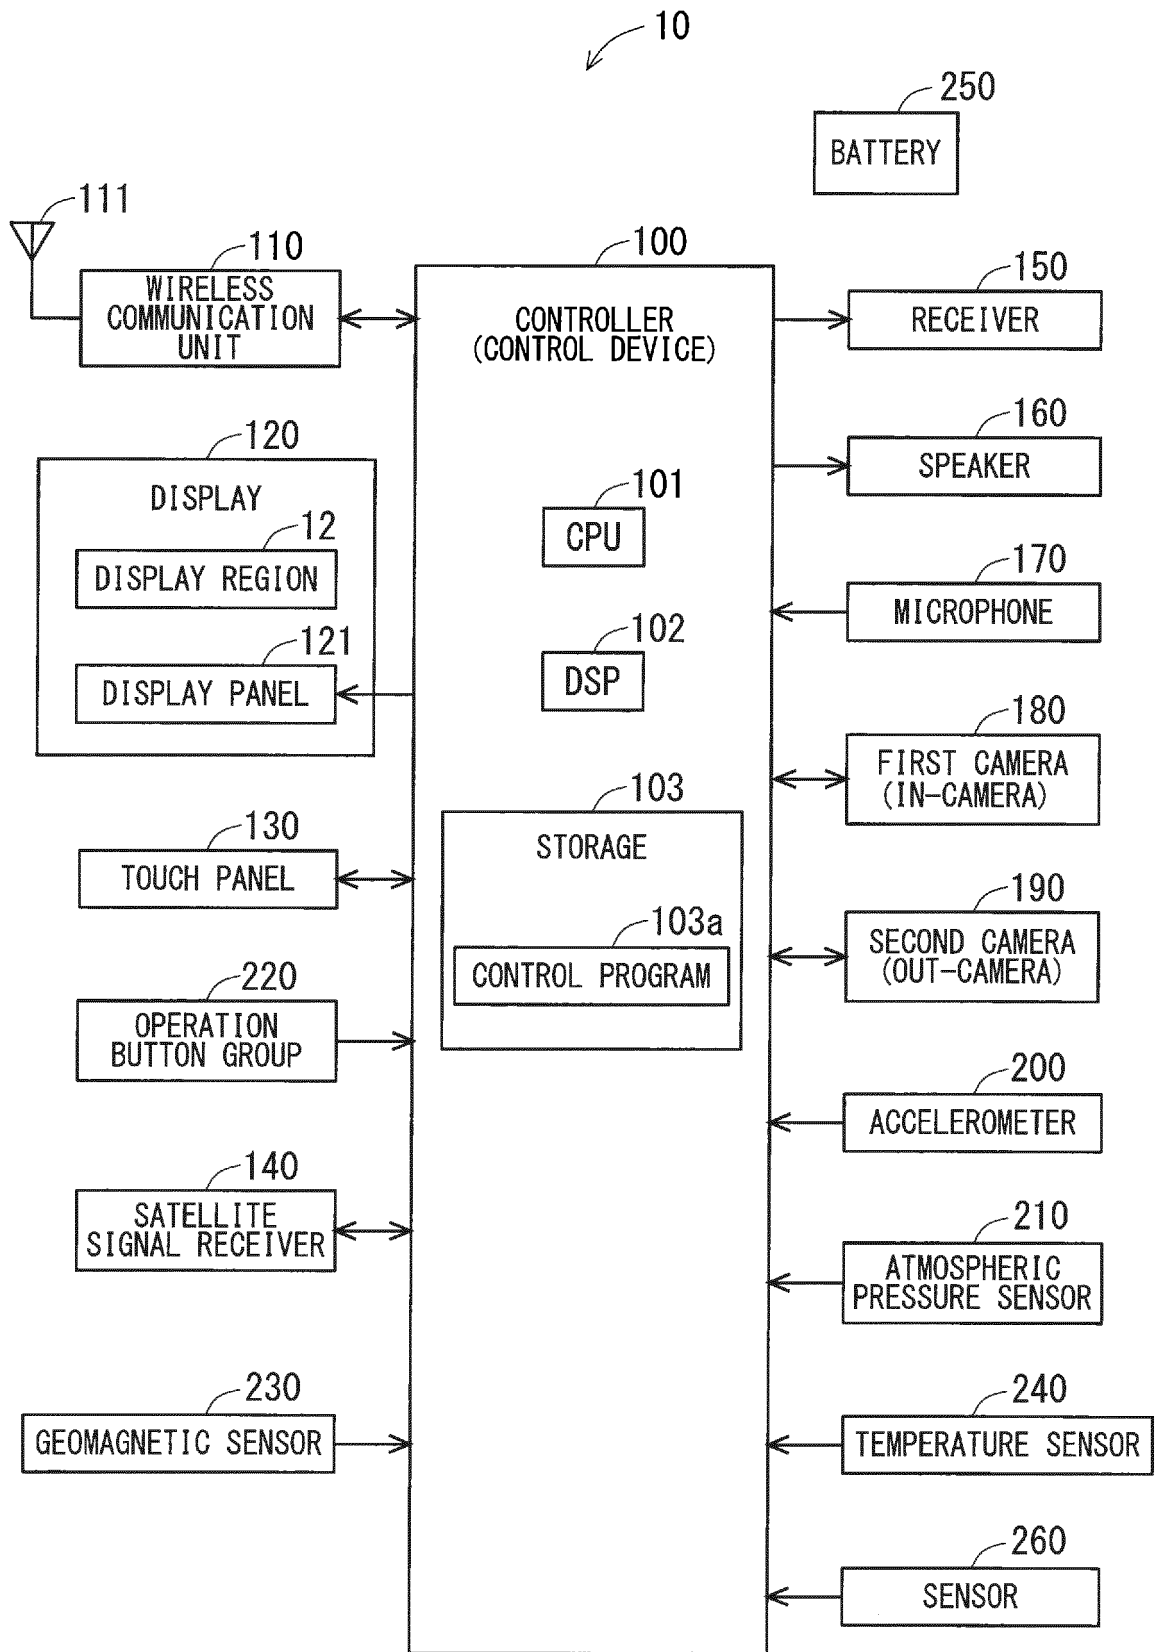 10
250
BATTERY
111
110
WIRELESS
COMMUNICATION
UNIT
100
CONTROLLER
(CONTROL DEVICE)
150
RECEIVER
120
DISPLAY
12
DISPLAY REGION
121
DISPLAY PANEL
101
CPU
102
DSP
160
SPEAKER
170
MICROPHONE
180
FIRST CAMERA
(IN-CAMERA)
130
TOUCH PANEL
103
STORAGE
103a
CONTROL PROGRAM
190
SECOND CAMERA
(OUT-CAMERA)
220
OPERATION
BUTTON GROUP
200
ACCELEROMETER
140
SATELLITE
SIGNAL RECEIVER
210
ATMOSPHERIC
PRESSURE SENSOR
230
GEOMAGNETIC SENSOR
240
TEMPERATURE SENSOR
260
SENSOR